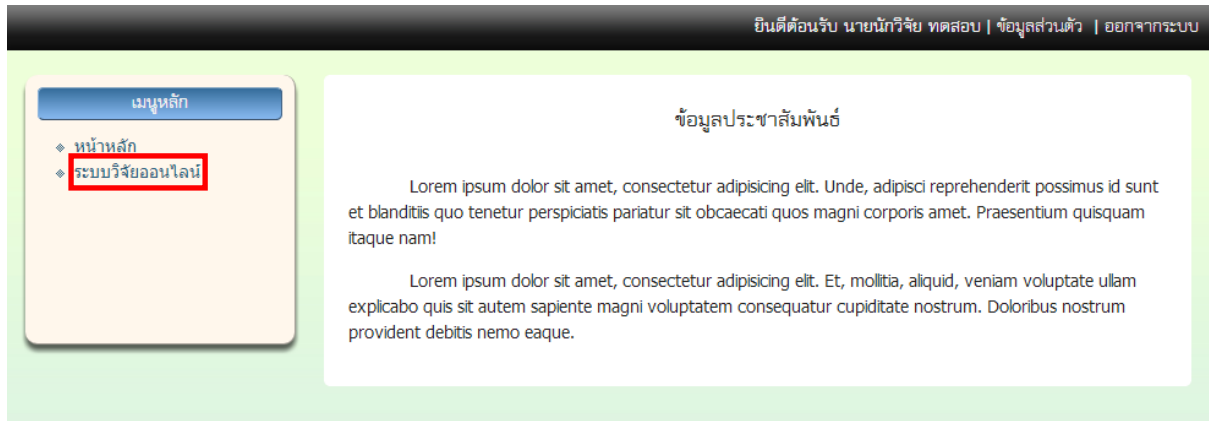 ยินดีต้อนรับ นายนักวิจัย ทดสอบ | ข้อมูลส่วนตัว | ออกจากระบบ
เมนูหลัก
หน้าหลัก
ระบบวิจัยออนไลน์
ข้อมูลประชาสัมพันธ์
Lorem ipsum dolor sit amet, consectetur adipisicing elit. Unde, adipisci reprehenderit possimus id sunt
et blanditiis quo tenetur perspiciatis pariatur sit obcaecati quos magni corporis amet. Praesentium quisquam
itaque nam!
Lorem ipsum dolor sit amet, consectetur adipisicing elit. Et, mollitia, aliquid, veniam voluptate ullam
explicabo quis sit autem sapiente magni voluptatem consequatur cupiditate nostrum. Doloribus nostrum
provident debitis nemo eaque.